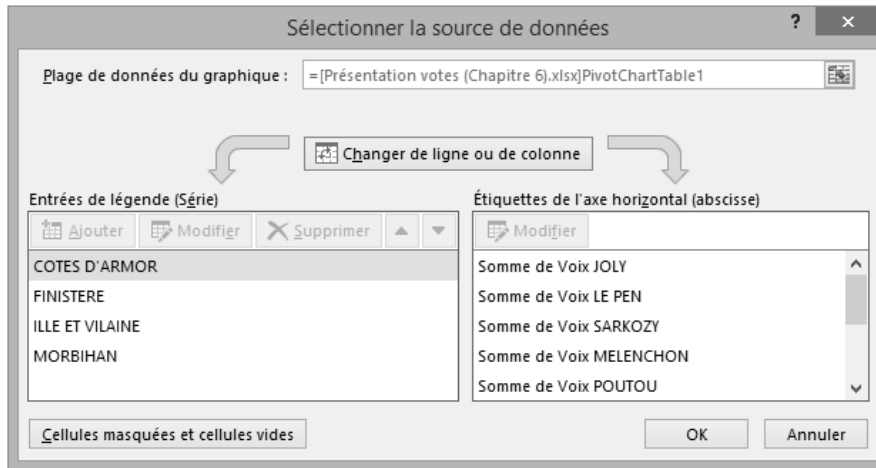 Sélectionner la source de données
? ×
Plage de données du graphique : =[Présentation votes (Chapitre 6).xlsx]PivotChartTable1
Changer de ligne ou de colonne
Entrées de légende (Série)
Étiquettes de l'axe horizontal (abscisse)
Ajouter Modifier Supprimer
Modifier
COTES D'ARMOR
FINISTERE
ILLE ET VILAINE
MORBIHAN
Somme de Voix JOLY
Somme de Voix LE PEN
Somme de Voix SARKOZY
Somme de Voix MELENCHON
Somme de Voix POUTOU
Cellules masquées et cellules vides
OK Annuler